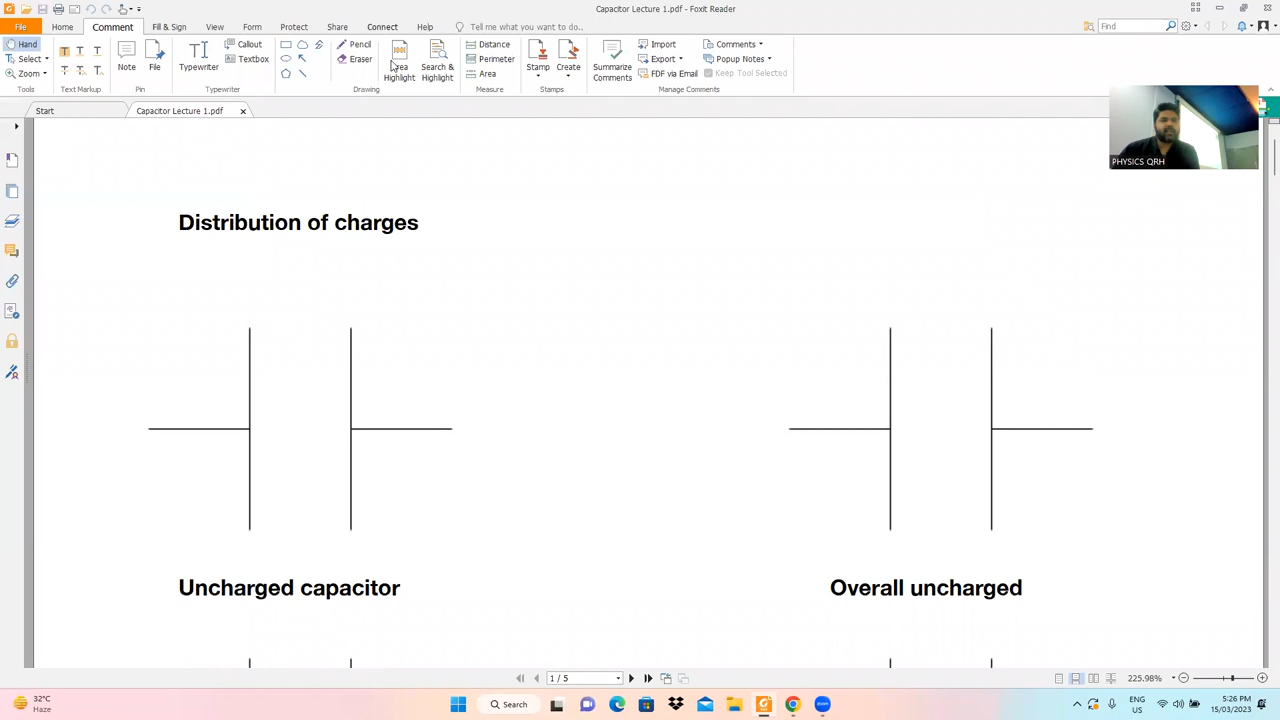 Capacitor Lecture 1.pdf - Foxit Reader
File Home Comment View Form Protect Share Connect Help Tell me what you want to do.. Find
Hand
Select
Zoom
Tools
T T T
Text Markup
Note
File
Pin
Typewriter
Callout
Textbox
Typewriter
Pencil
Eraser
Area Highlight
Search & Highlight
Drawing
Distance
Perimeter
Area
Measure
Stamp
Create
Stamps
Summarize Comments
Import
Export
FDF via Email
Comments
Popup Notes
Keep Tool Selected
Manage Comments
Start
Capacitor Lecture 1.pdf
PHYSICS QRH
Distribution of charges
Uncharged capacitor
Overall uncharged
1 / 5
225.98%
32°C
Haze
Search
zoom
ENG
US
5:26 PM
15/03/2023